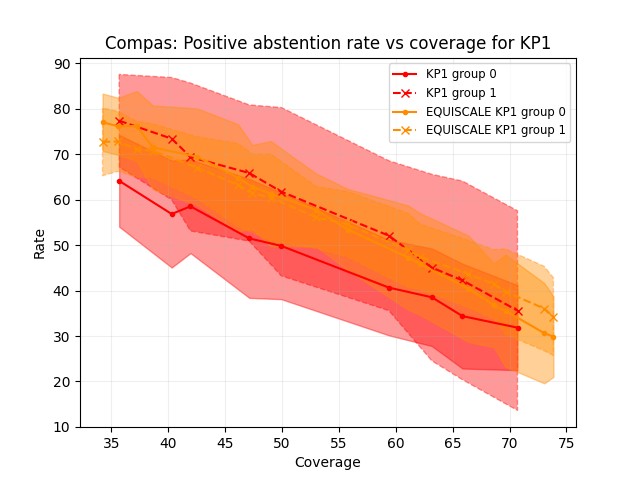 Compas: Positive abstention rate vs coverage for KP1
KP1 group 0
KP1 group 1
EQUISCALE KP1 group 0
EQUISCALE KP1 group 1
90
80
70
60
50
40
30
20
10
Rate
35 40 45 50 55 60 65 70 75
Coverage